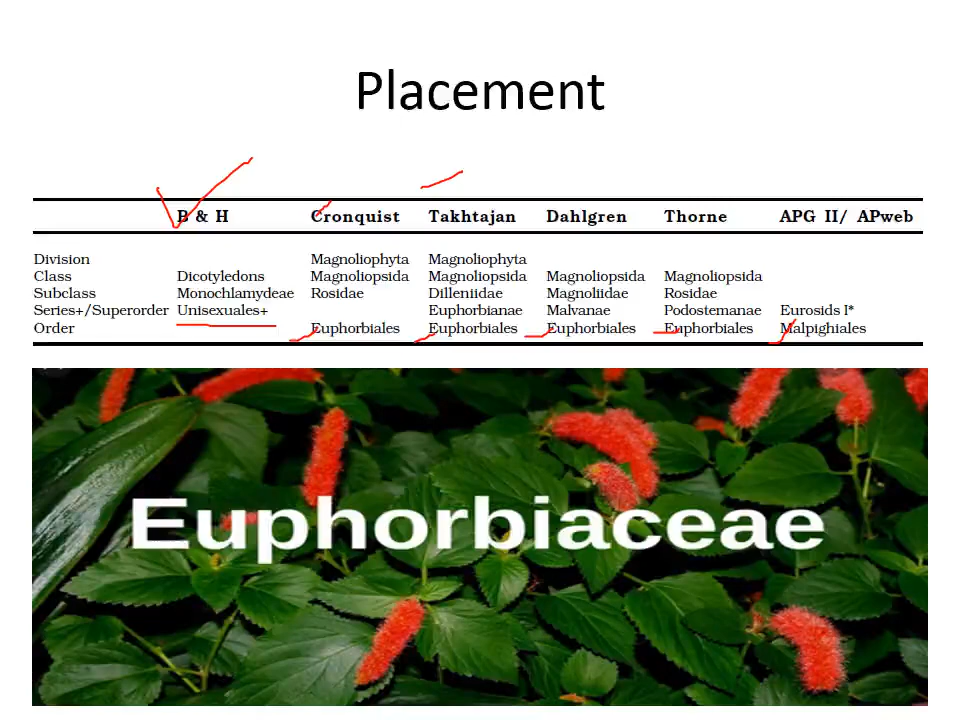 Placement
B & H Cronquist Takhtajan Dahlgren Thorne APG II/ APweb
Division Magnoliophyta Magnoliophyta
Class Dicotyledons Magnoliopsida Magnoliopsida Magnoliopsida Magnoliopsida
Subclass Monochlamydeae Rosidae Dilleniidae Magnoliidae Rosidae
Series+/Superorder Unisexuales+ Euphorbianae Malvanae Podostemanae Eurosids I*
Order Euphorbiales Euphorbiales Euphorbiales Euphorbiales Malpighiales
Euphorbiaceae